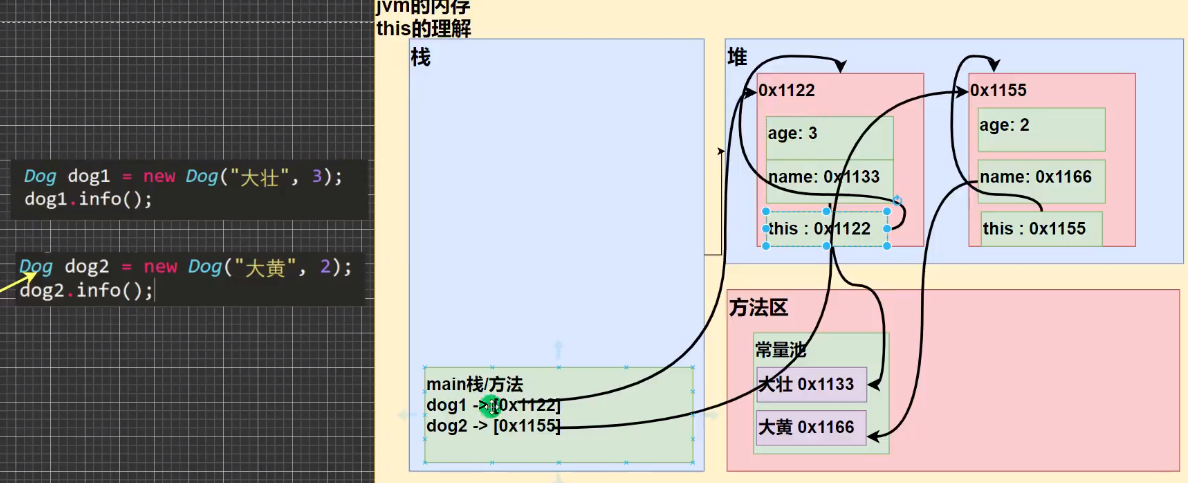 Dog dog1 = new Dog("大壮", 3);
dog1.info();
Dog dog2 = new Dog("大黄", 2);
dog2.info();
jvm的内存
this的理解
栈
main栈/方法
dog1 -> [0x1122]
dog2 -> [0x1155]
堆
0x1122
age: 3
name: 0x1133
this : 0x1122
0x1155
age: 2
name: 0x1166
this : 0x1155
方法区
常量池
大壮 0x1133
大黄 0x1166